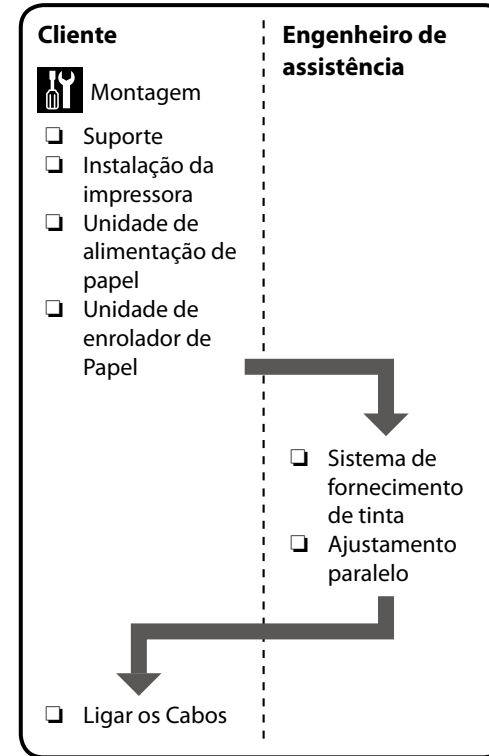 Cliente
Montagem
❏ Suporte
❏ Instalação da
impressora
❏ Unidade de
alimentação de
papel
❏ Unidade de
enrolador de
Papel
Engenheiro de
assistência
❏ Sistema de
fornecimento
de tinta
❏ Ajustamento
paralelo
❏ Ligar os Cabos